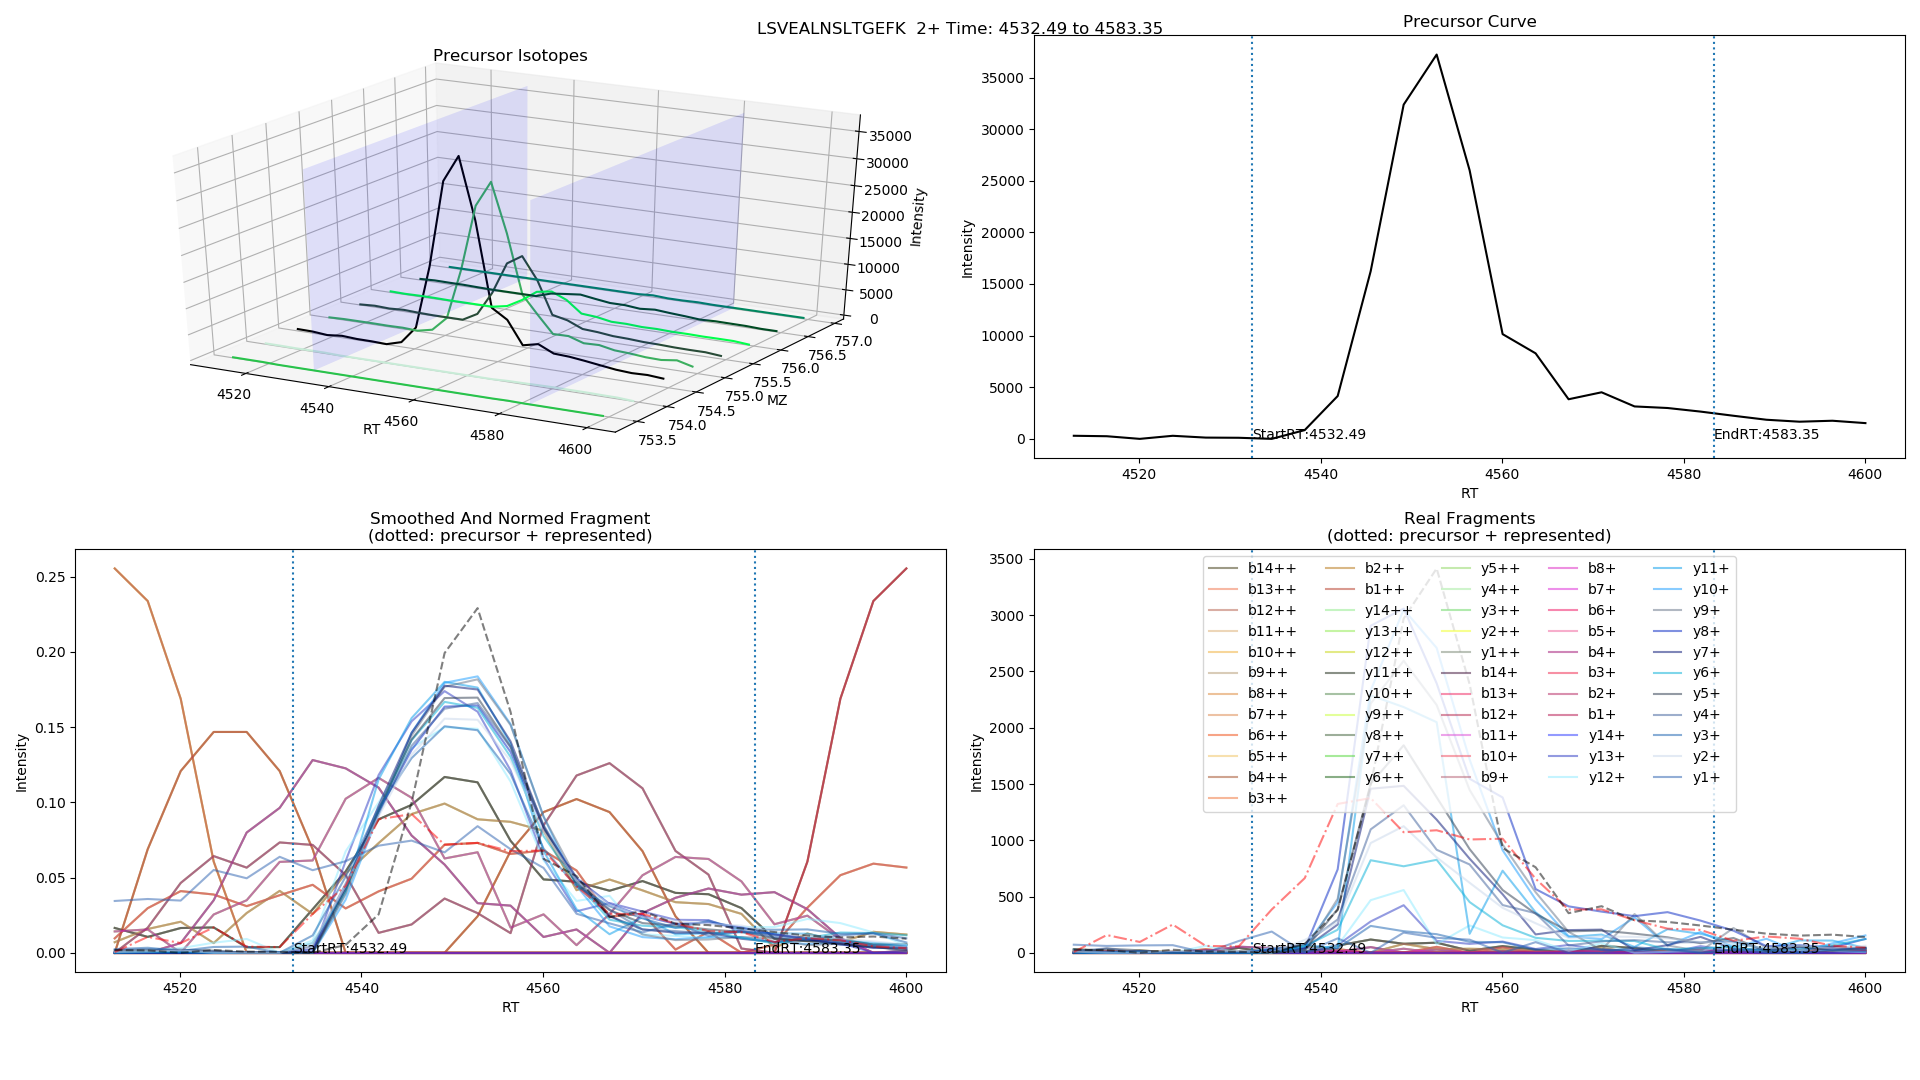 LSVEALNSLTGEFK  2+ Time: 4532.49 to 4583.35
Precursor Isotopes
35000
30000
25000
20000
15000
10000
5000
0
Intensity
4520
4540
4560
4580
4600
RT
753.5
754.0
754.5
755.0
755.5
756.0
756.5
757.0
MZ
Precursor Curve
35000
30000
25000
20000
15000
10000
5000
0
Intensity
StartRT:4532.49
EndRT:4583.35
4520
4540
4560
4580
4600
RT
Smoothed And Normed Fragment
(dotted: precursor + represented)
0.25
0.20
0.15
0.10
0.05
0.00
Intensity
StartRT:4532.49
EndRT:4583.35
4520
4540
4560
4580
4600
RT
Real Fragments
(dotted: precursor + represented)
3500
3000
2500
2000
1500
1000
500
0
Intensity
b14++
b13++
b12++
b11++
b10++
b9++
b8++
b7++
b6++
b5++
b4++
b3++
b2++
b1++
y14++
y13++
y12++
y11++
y10++
y9++
y8++
y7++
y6++
y5++
y4++
y3++
y2++
y1++
b14+
b13+
b12+
b11+
b10+
b9+
b8+
b7+
b6+
b5+
b4+
b3+
b2+
b1+
y14+
y13+
y12+
y11+
y10+
y9+
y8+
y7+
y6+
y5+
y4+
y3+
y2+
y1+
StartRT:4532.49
EndRT:4583.35
4520
4540
4560
4580
4600
RT